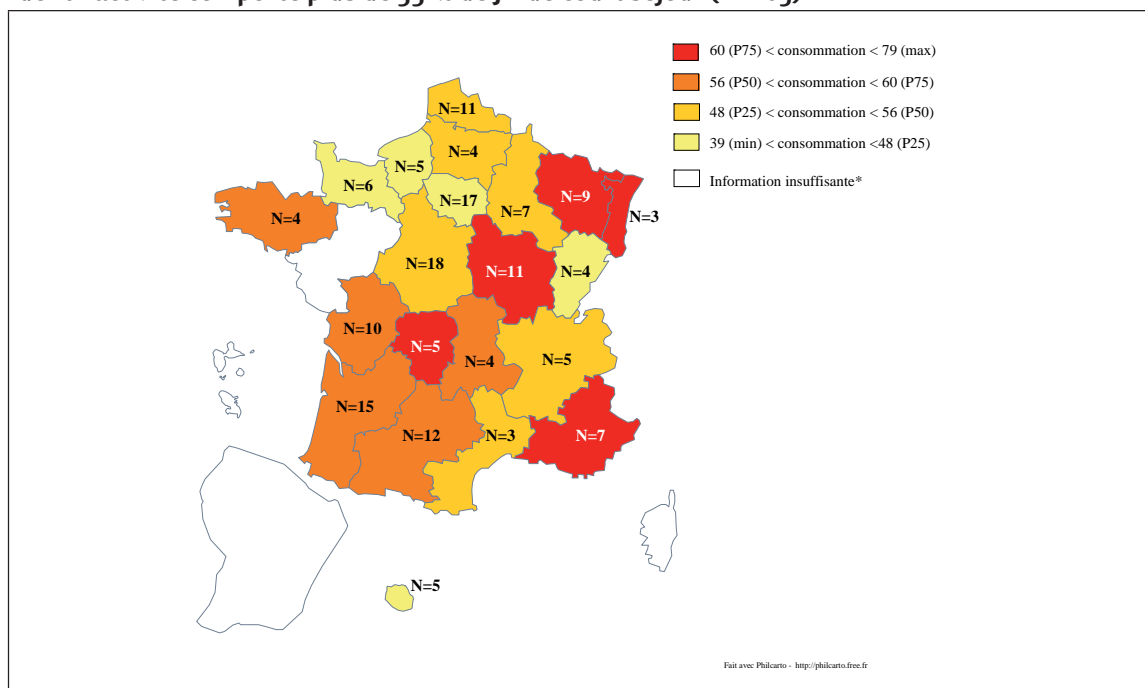 60 (P75) < consommation < 79 (max)
56 (P50) < consommation < 60 (P75)
48 (P25) < consommation < 56 (P50)
39 (min) < consommation <48 (P25)
Information insuffisante*
N=11
N=4
N=5
N=6
N=17
N=9
N=3
N=4
N=7
N=18
N=11
N=4
N=10
N=5
N=4
N=5
N=15
N=12
N=3
N=7
N=5
Fait avec Philcarto - http://philcarto.free.fr